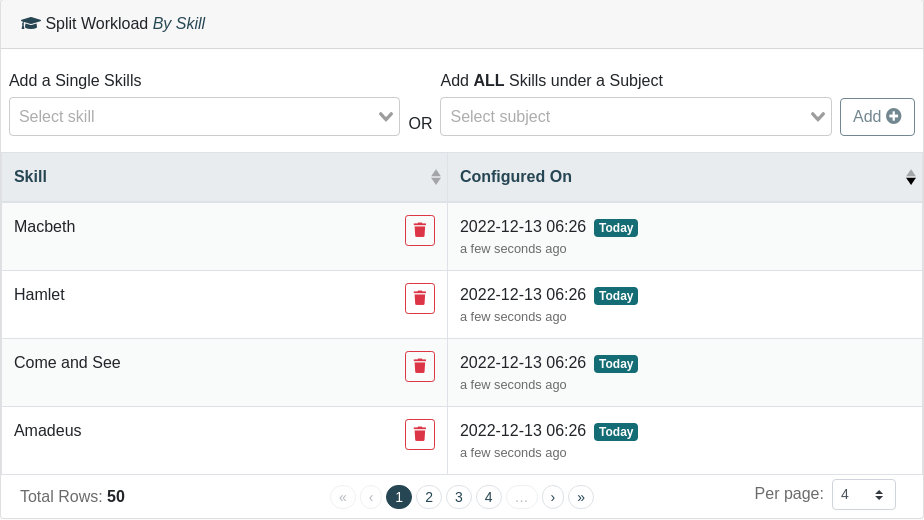 Split Workload By Skill
Add a Single Skills
Select skill
OR
Add ALL Skills under a Subject
Select subject
Add
Skill
Configured On
Macbeth
2022-12-13 06:26 Today
a few seconds ago
Hamlet
2022-12-13 06:26 Today
a few seconds ago
Come and See
2022-12-13 06:26 Today
a few seconds ago
Amadeus
2022-12-13 06:26 Today
a few seconds ago
Total Rows: 50
« ‹ 1 2 3 4 … › »
Per page: 4